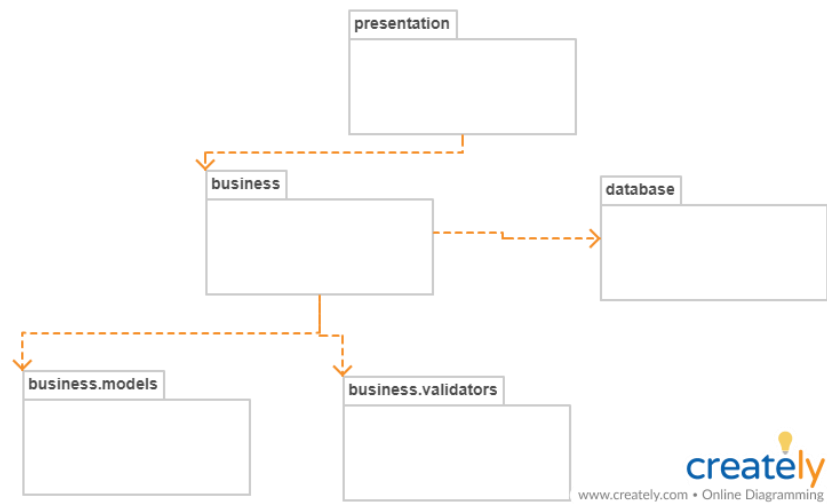 presentation
business
database
business.models
business.validators
creately
www.creately.com • Online Diagramming